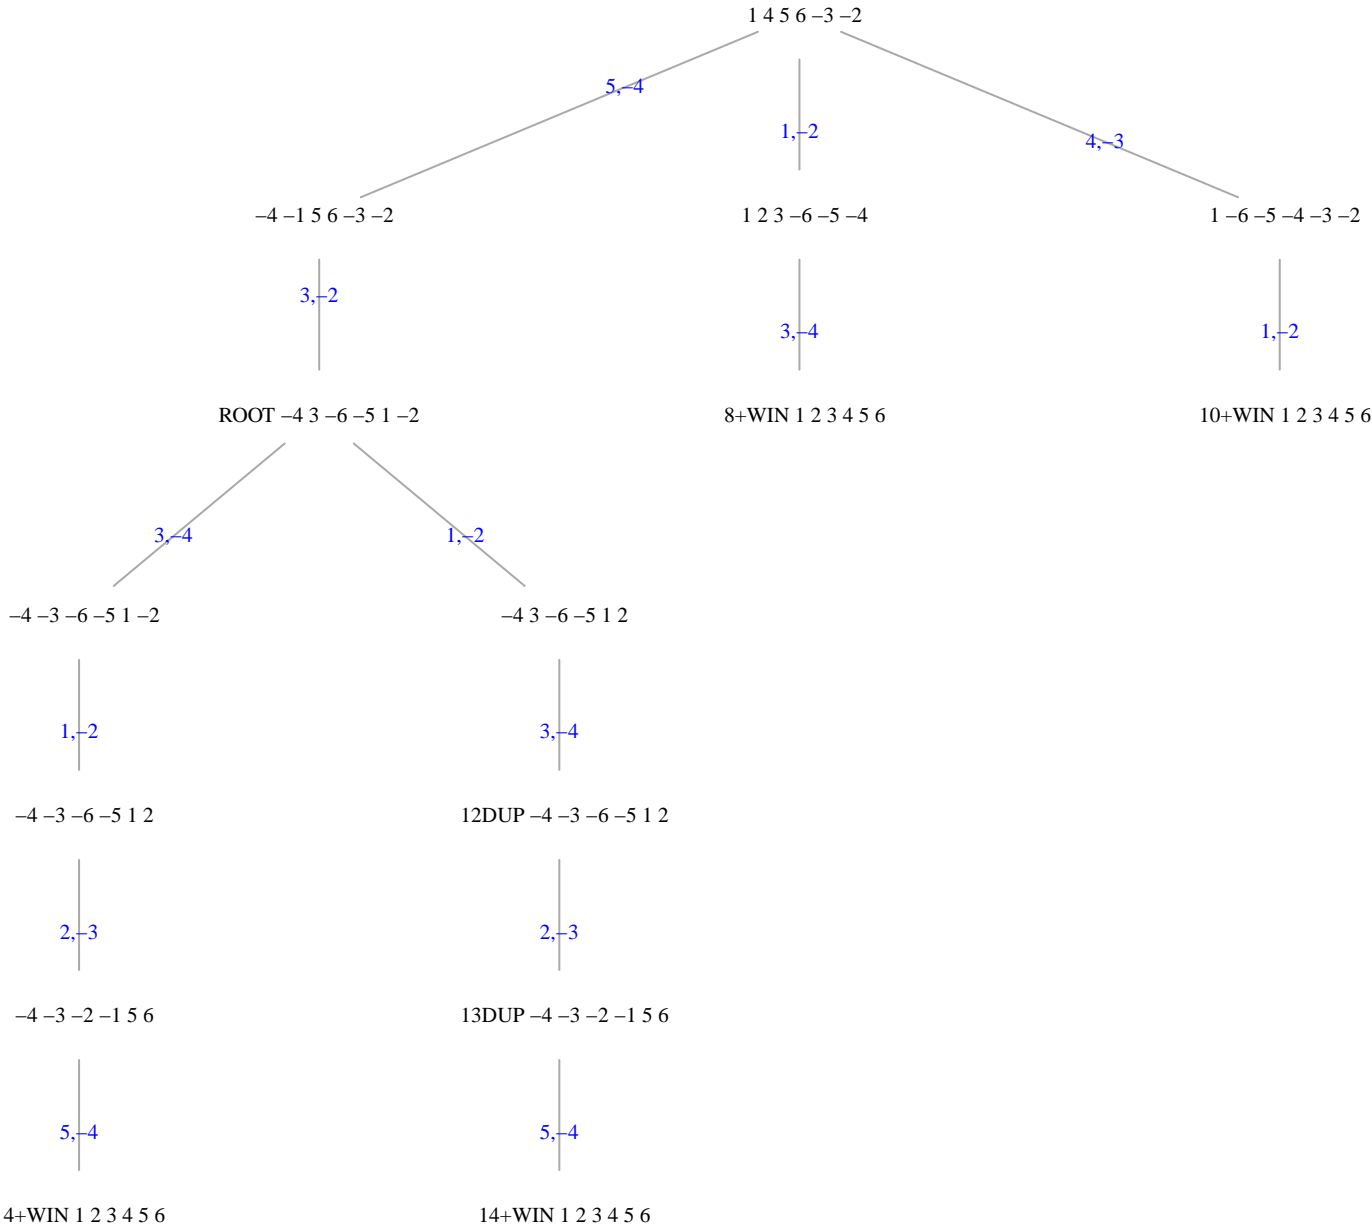 1 4 5 6 –3 –2
5,–4
1,–2
4,–3
–4 –1 5 6 –3 –2
1 2 3 –6 –5 –4
1 –6 –5 –4 –3 –2
3,–2
3,–4
1,–2
ROOT –4 3 –6 –5 1 –2
8+WIN 1 2 3 4 5 6
10+WIN 1 2 3 4 5 6
3,–4
1,–2
–4 –3 –6 –5 1 –2
–4 3 –6 –5 1 2
1,–2
3,–4
–4 –3 –6 –5 1 2
12DUP –4 –3 –6 –5 1 2
2,–3
2,–3
–4 –3 –2 –1 5 6
13DUP –4 –3 –2 –1 5 6
5,–4
5,–4
4+WIN 1 2 3 4 5 6
14+WIN 1 2 3 4 5 6